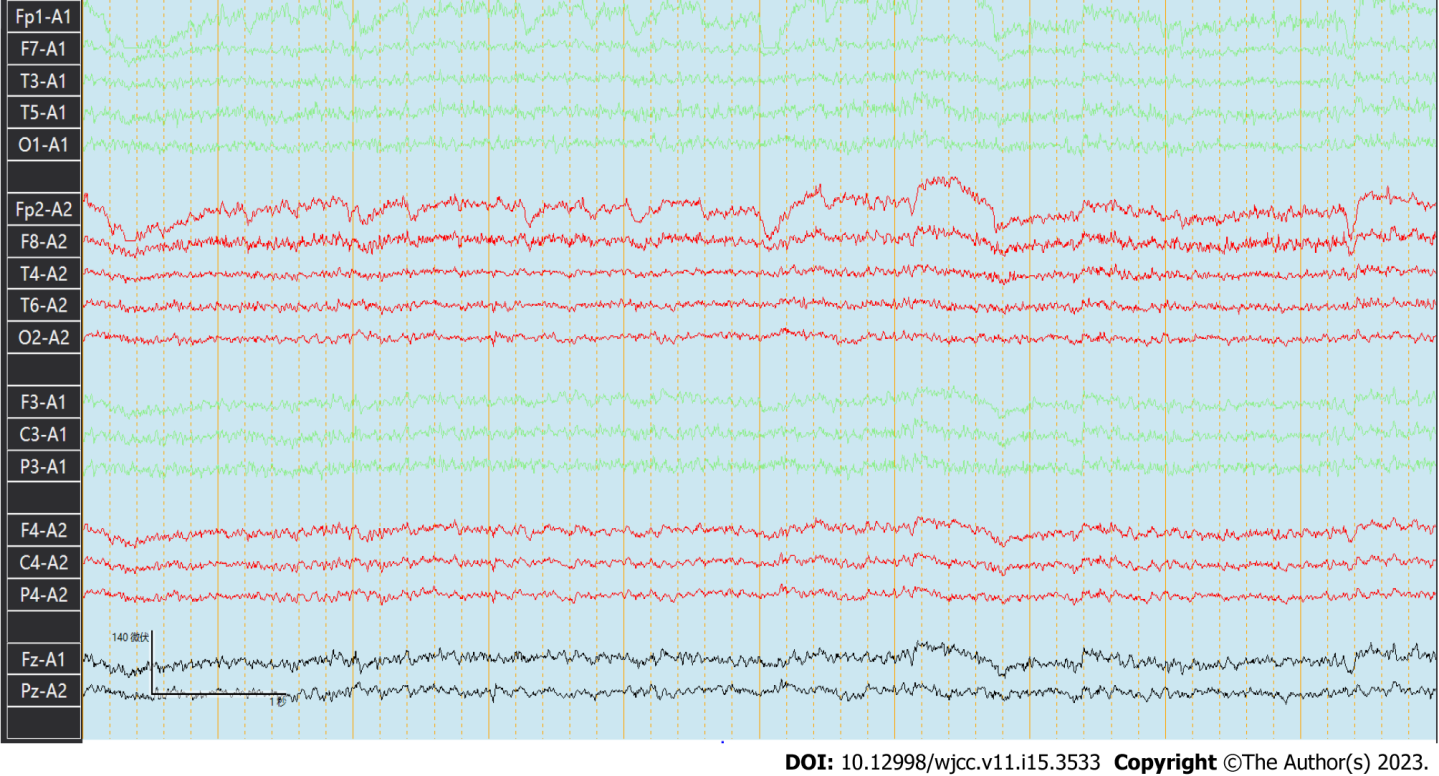 Fp1-A1
F7-A1
T3-A1
T5-A1
O1-A1
Fp2-A2
F8-A2
T4-A2
T6-A2
O2-A2
F3-A1
C3-A1
P3-A1
F4-A2
C4-A2
P4-A2
140 微伏
Fz-A1
Pz-A2
1秒
DOI: 10.12998/wjcc.v11.i15.3533 Copyright ©The Author(s) 2023.